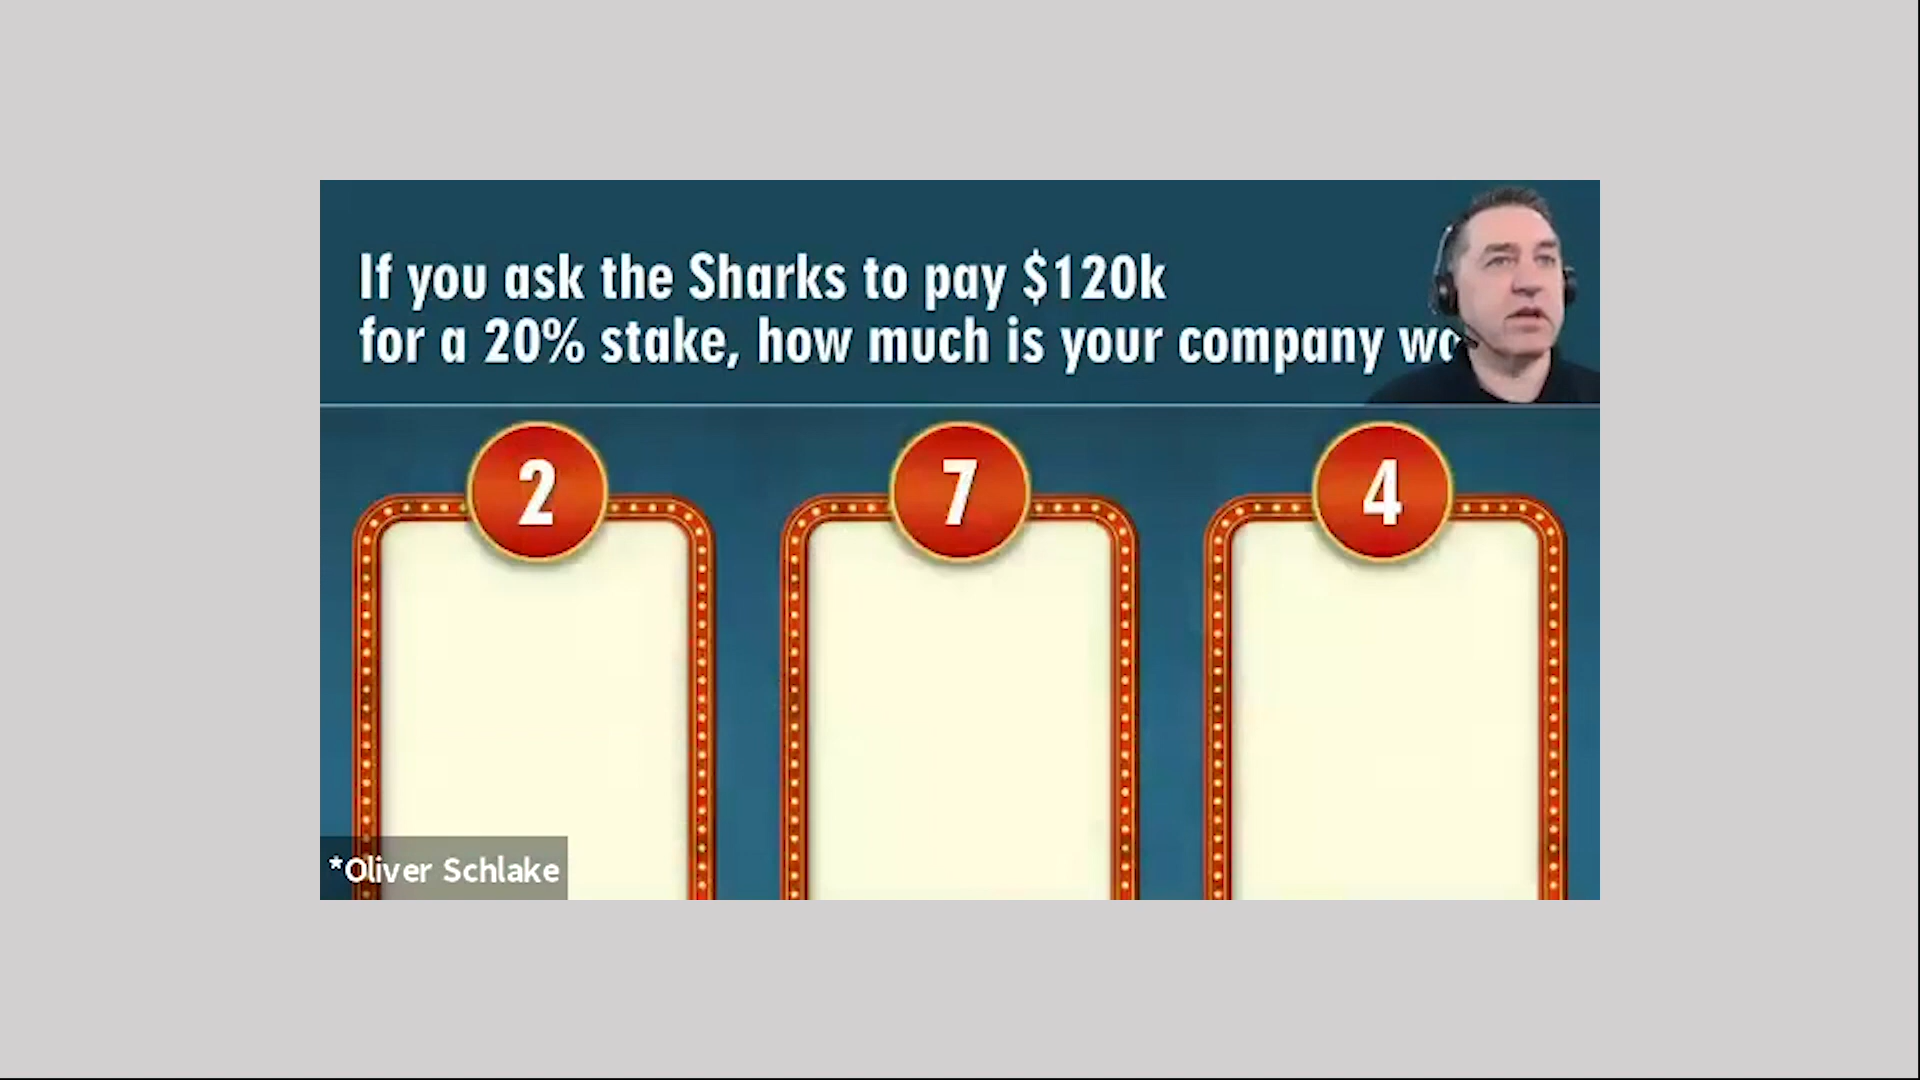 If you ask the Sharks to pay $120k
for a 20% stake, how much is your company
2
7
4
*Oliver Schlake